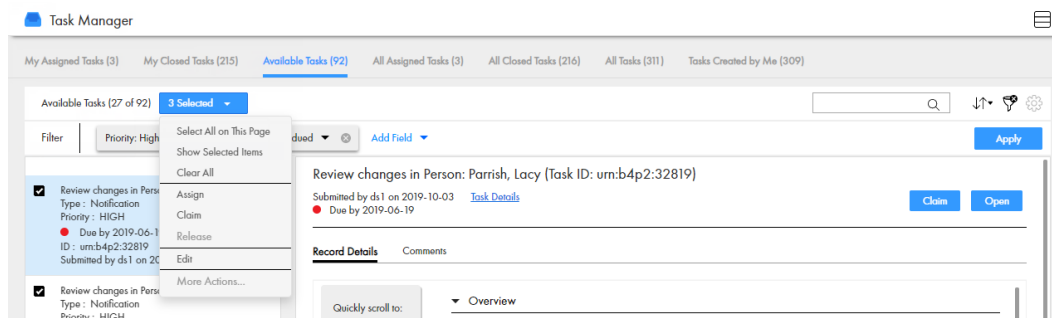 Task Manager
My Assigned Tasks (3) My Closed Tasks (215) Available Tasks (92) All Assigned Tasks (3) All Closed Tasks (216) All Tasks (311) Tasks Created by Me (309)
Available Tasks (27 of 92) 3 Selected
Filter Priority: High dued Add Field Apply
Select All on This Page
Show Selected Items
Clear All
Assign
Claim
Release
Edit
More Actions...
Review changes in Pers
Type : Notification
Priority : HIGH
Due by 2019-06-1
ID : urn:b4p2:32819
Submitted by ds1 on 20
Review changes in Pers
Type : Notification
Priority : HIGH
Review changes in Person: Parrish, Lacy (Task ID: urn:b4p2:32819)
Submitted by ds1 on 2019-10-03 Task Details
Due by 2019-06-19
Claim Open
Record Details Comments
Quickly scroll to: Overview